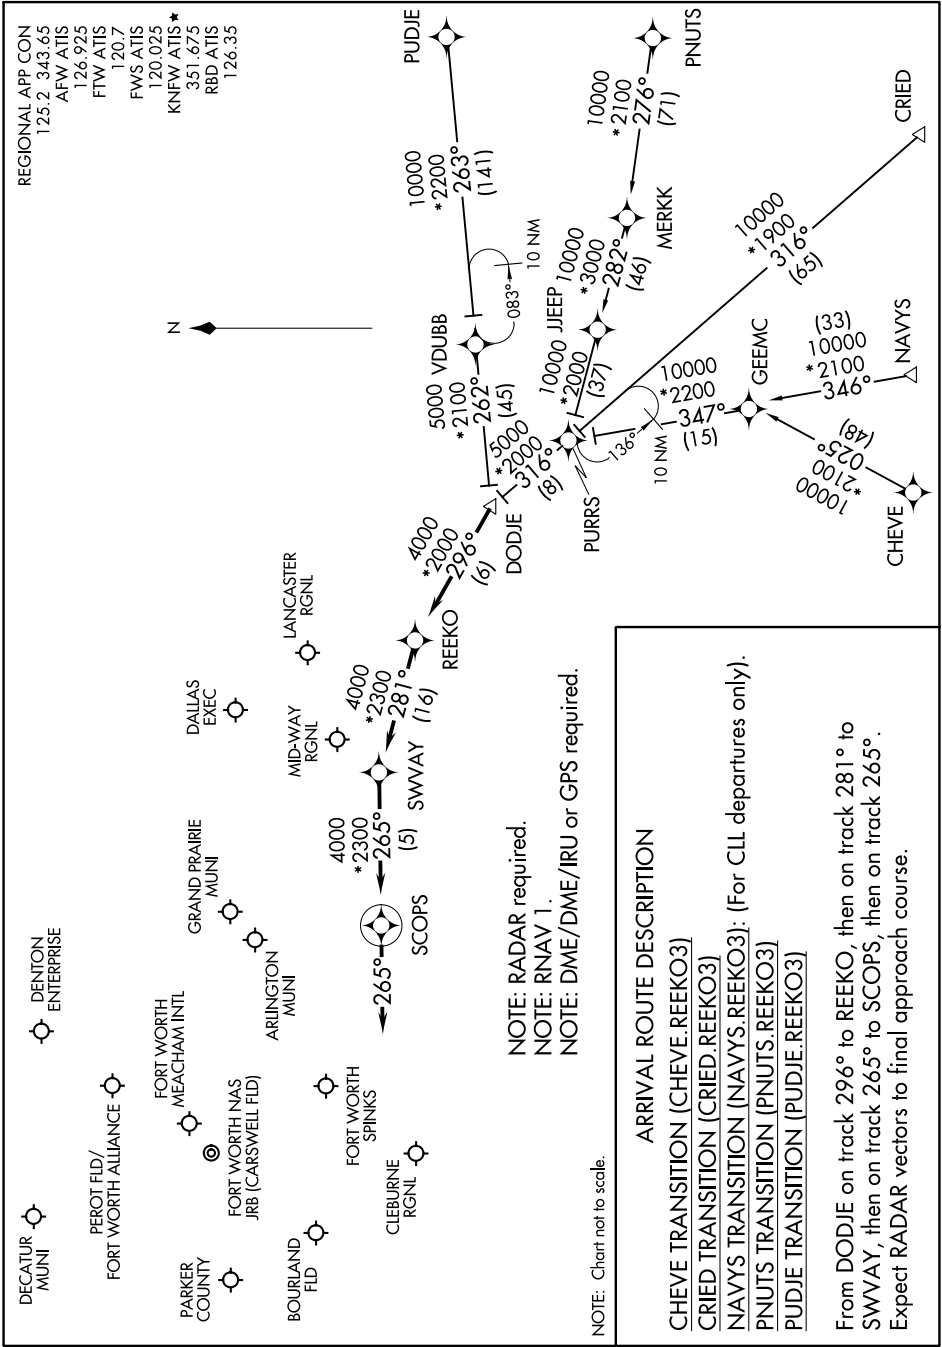 REGIONAL APP CON
125.2 343.65
AFW ATIS
126.925
FTW ATIS
120.7
FWS ATIS
120.025
KNFW ATIS★
351.675
RBD ATIS
126.35
N
DECATUR
MUNI
DENTON
ENTERPRISE
PEROT FLD/
FORT WORTH ALLIANCE
FORT WORTH
MEACHAM INTL
GRAND PRAIRIE
MUNI
DALLAS
EXEC
PARKER
COUNTY
FORT WORTH NAS
JRB (CARSWELL FLD)
ARLINGTON
MUNI
LANCASTER
RGNL
MID-WAY
RGNL
BOURLAND
FLD
FORT WORTH
SPINKS
CLEBURNE
RGNL
265°
SCOPS
4000
*2300
265°
(5)
SWVAY
4000
*2300
281°
(16)
REEKO
4000
*2000
296°
(6)
DODJE
5000
*2100
262°
(45)
VDUBB
083°
10 NM
10000
*2200
263°
(141)
PUDJE
5000
*2000
316°
(8)
PURRS
136°
10 NM
10000
*2000
(37)
JJEEP
10000
*3000
282°
(46)
MERKK
10000
*2100
276°
(71)
PNUTS
10000
*1900
316°
(65)
CRIED
10000
*2200
347°
(15)
GEEMC
(33)
10000
*2100
346°
NAVYS
(48)
025°
*2100
10000
CHEVE
NOTE: RADAR required.
NOTE: RNAV 1.
NOTE: DME/DME/IRU or GPS required.
NOTE: Chart not to scale.
ARRIVAL ROUTE DESCRIPTION
CHEVE TRANSITION (CHEVE.REEKO3)
CRIED TRANSITION (CRIED.REEKO3)
NAVYS TRANSITION (NAVYS.REEKO3): (For CLL departures only).
PNUTS TRANSITION (PNUTS.REEKO3)
PUDJE TRANSITION (PUDJE.REEKO3)
From DODJE on track 296° to REEKO, then on track 281° to
SWVAY, then on track 265° to SCOPS, then on track 265°.
Expect RADAR vectors to final approach course.